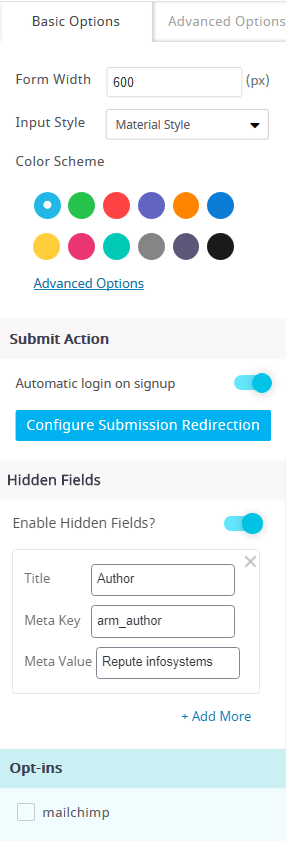 Basic Options Advanced Options
Form Width 600 (px)
Input Style Material Style
Color Scheme
Advanced Options
Submit Action
Automatic login on signup
Configure Submission Redirection
Hidden Fields
Enable Hidden Fields?
Title Author
Meta Key arm_author
Meta Value Repute infosystems
+ Add More
Opt-ins
mailchimp